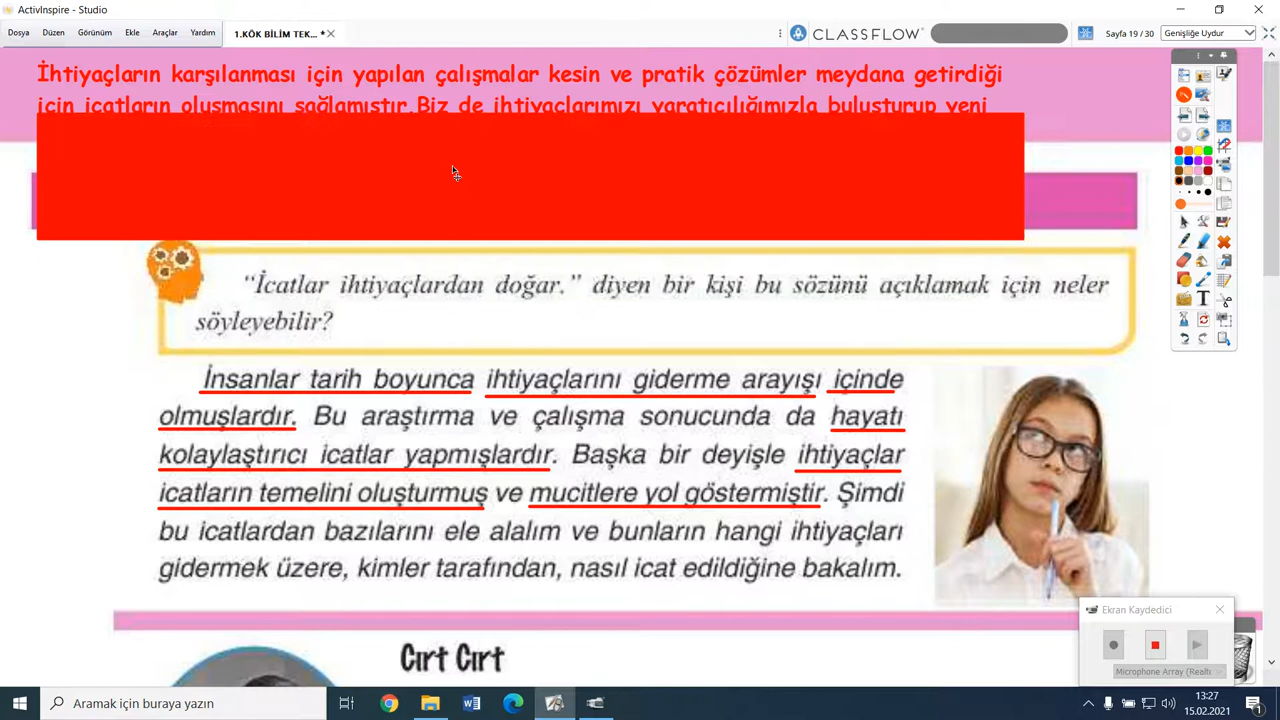 ActivInspire - Studio
Dosya Düzen Görünüm Ekle Araçlar Yardım
1.KÖK BİLİM TEK... *
CLASSFLOW
Sayfa 19 / 30
Genişliğe Uydur
İhtiyaçların karşılanması için yapılan çalışmalar kesin ve pratik çözümler meydana getirdiği
için icatların oluşmasını sağlamıştır.Biz de ihtiyaçlarımızı yaratıcılığımızla buluşturup yeni
“İcatlar ihtiyaçlardan doğar.” diyen bir kişi bu sözünü açıklamak için neler
söyleyebilir?
İnsanlar tarih boyunca ihtiyaçlarını giderme arayışı içinde
olmuşlardır. Bu araştırma ve çalışma sonucunda da hayatı
kolaylaştırıcı icatlar yapmışlardır. Başka bir deyişle ihtiyaçlar
icatların temelini oluşturmuş ve mucitlere yol göstermiştir. Şimdi
bu icatlardan bazılarını ele alalım ve bunların hangi ihtiyaçları
gidermek üzere, kimler tarafından, nasıl icat edildiğine bakalım.
Cırt Cırt
Ekran Kaydedici
Microphone Array (Realt
Aramak için buraya yazın
13:27
15.02.2021
1